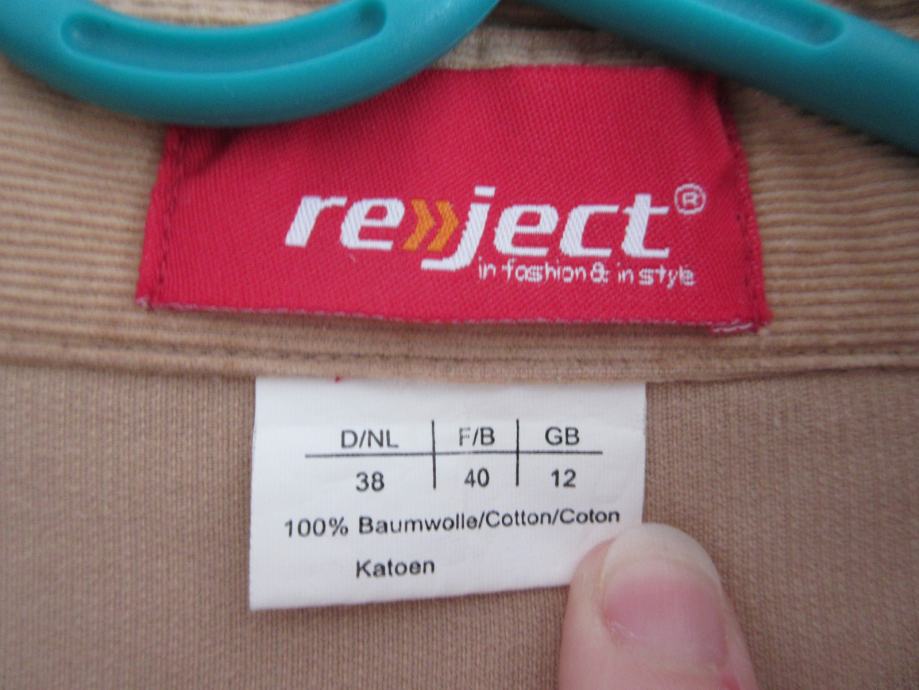 re»ject®
in fashion & in style
D/NL F/B GB
38 40 12
100% Baumwolle/Cotton/Coton
Katoen